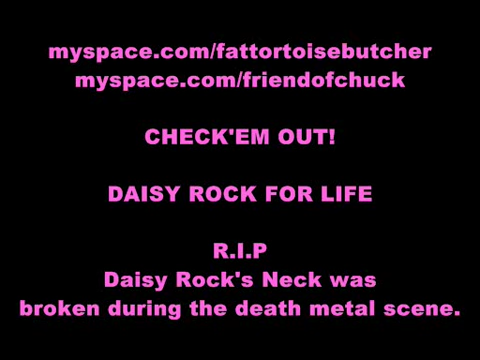 myspace.com/fattortoisebutcher
myspace.com/friendofchuck
CHECK'EM OUT!
DAISY ROCK FOR LIFE
R.I.P
Daisy Rock's Neck was
broken during the death metal scene.